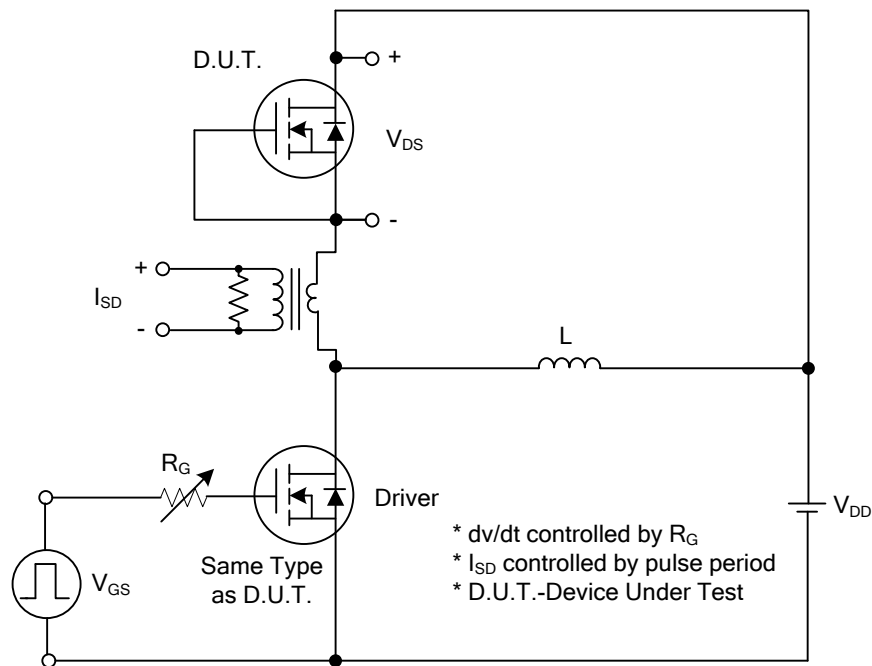 D.U.T.
+
V_DS
-
+
I_SD
-
L
R_G
Driver
V_DD
V_GS
Same Type
as D.U.T.
* dv/dt controlled by R_G
* I_SD controlled by pulse period
* D.U.T.-Device Under Test